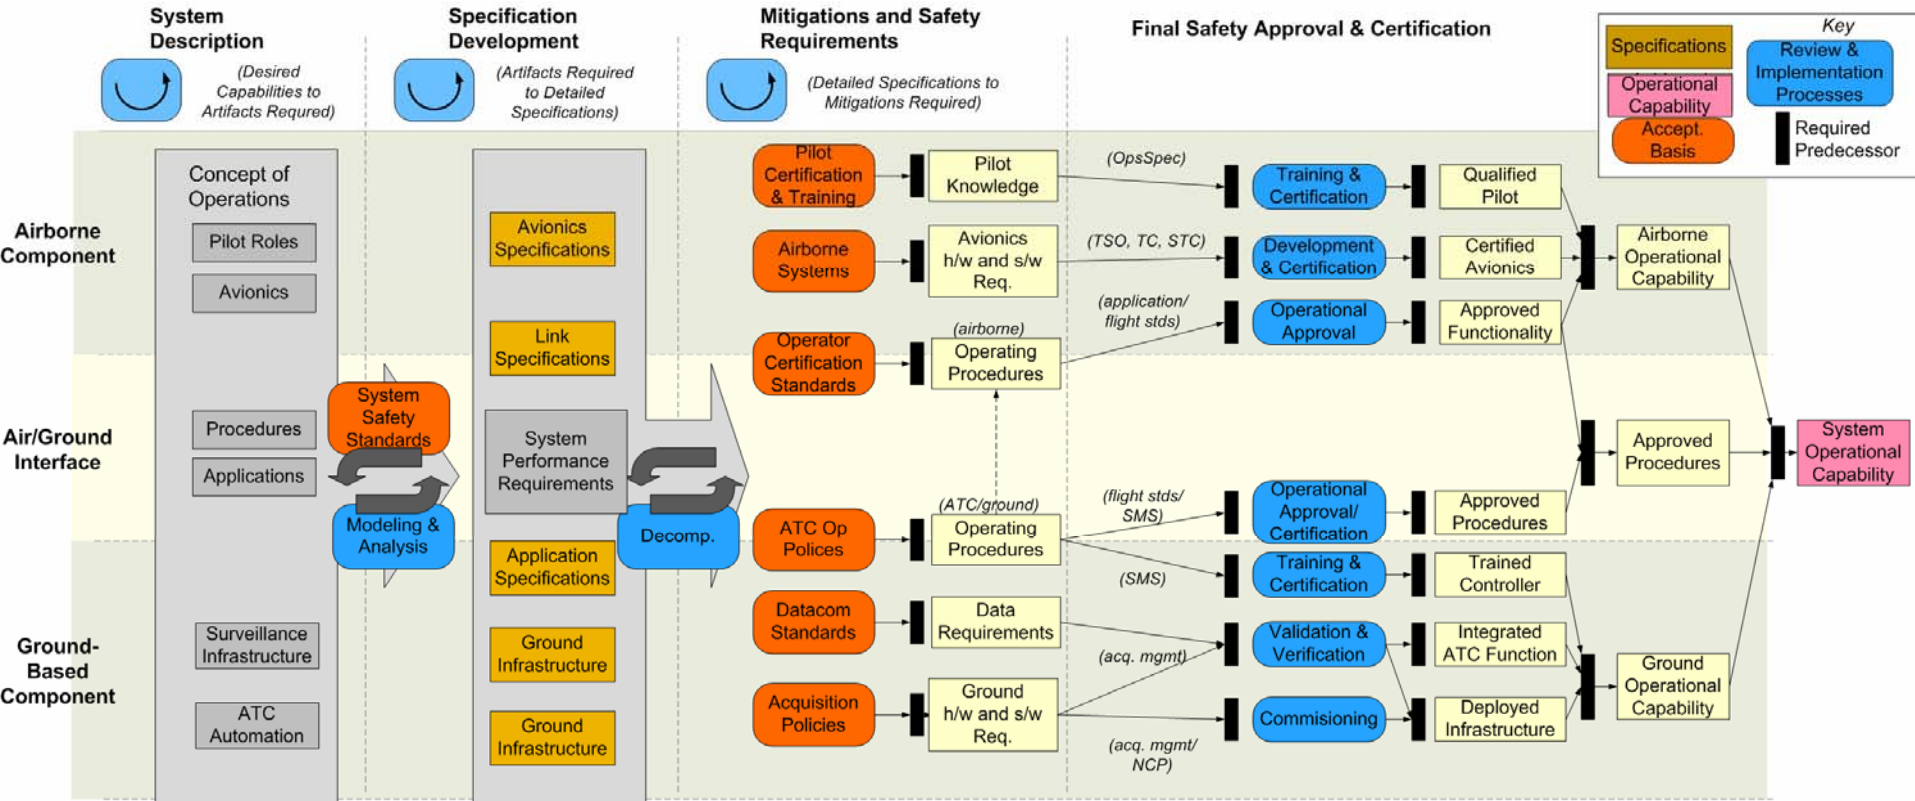 System
Description
(Desired
Capabilities to
Artifacts Requred)
Specification
Development
(Artifacts Required
to Detailed
Specifications)
Mitigations and Safety
Requirements
(Detailed Specifications to
Mitigations Required)
Final Safety Approval & Certification
Key
Specifications
Operational
Capability
Accept.
Basis
Review &
Implementation
Processes
Required
Predecessor
Airborne
Component
Air/Ground
Interface
Ground-
Based
Component
Concept of
Operations
Pilot Roles
Avionics
Procedures
Applications
Surveillance
Infrastructure
ATC
Automation
System
Safety
Standards
Modeling &
Analysis
Avionics
Specifications
Link
Specifications
System
Performance
Requirements
Application
Specifications
Ground
Infrastructure
Ground
Infrastructure
Decomp.
Pilot
Certification
& Training
Pilot
Knowledge
(OpsSpec)
Training &
Certification
Qualified
Pilot
Airborne
Systems
Avionics
h/w and s/w
Req.
(TSO, TC, STC)
Development
& Certification
Certified
Avionics
Airborne
Operational
Capability
Operator
Certification
Standards
(airborne)
Operating
Procedures
(application/
flight stds)
Operational
Approval
Approved
Functionality
Approved
Procedures
System
Operational
Capability
ATC Op
Polices
(ATC/ground)
Operating
Procedures
(flight stds/
SMS)
Operational
Approval/
Certification
Approved
Procedures
(SMS)
Training &
Certification
Trained
Controller
Datacom
Standards
Data
Requirements
(acq. mgmt)
Validation &
Verification
Integrated
ATC Function
Ground
Operational
Capability
Acquisition
Policies
Ground
h/w and s/w
Req.
(acq. mgmt/
NCP)
Commisioning
Deployed
Infrastructure